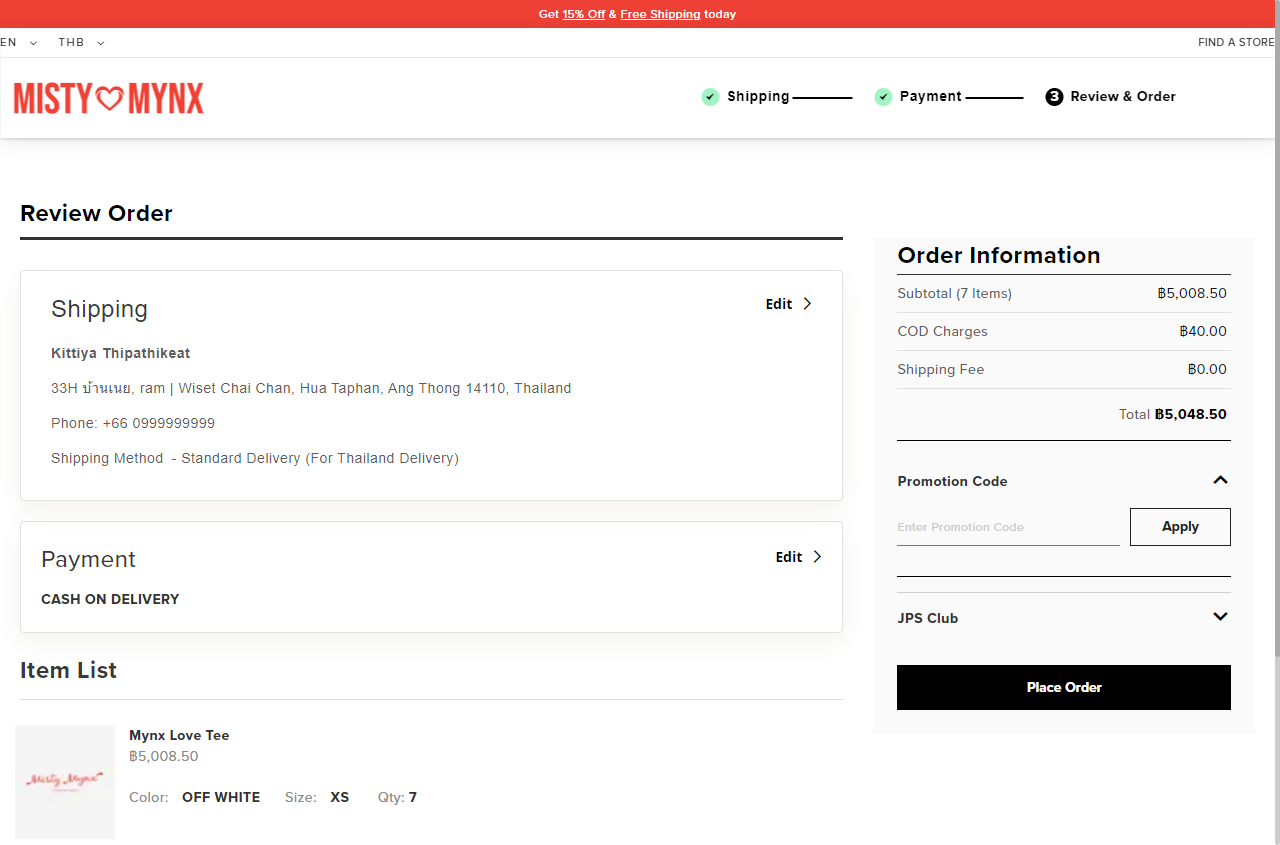 Get 15% Off & Free Shipping today
EN THB FIND A STORE
MISTY MYNX
Shipping Payment 3 Review & Order
Review Order
Shipping
Edit
Kittiya Thipathikeat
33H บ้านเนย, ram | Wiset Chai Chan, Hua Taphan, Ang Thong 14110, Thailand
Phone: +66 0999999999
Shipping Method - Standard Delivery (For Thailand Delivery)
Payment
Edit
CASH ON DELIVERY
Item List
Misty Mynx
Mynx Love Tee
฿5,008.50
Color: OFF WHITE Size: XS Qty: 7
Order Information
Subtotal (7 Items) ฿5,008.50
COD Charges ฿40.00
Shipping Fee ฿0.00
Total ฿5,048.50
Promotion Code
Enter Promotion Code Apply
JPS Club
Place Order